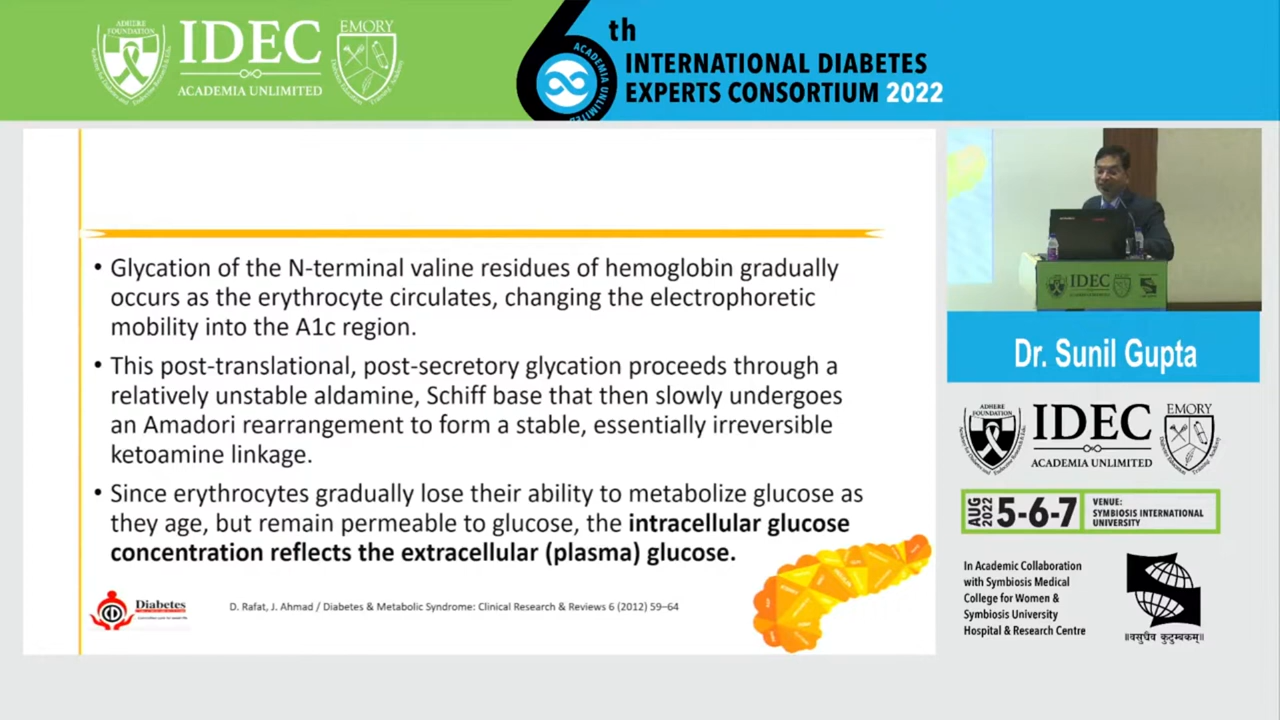 ADHERE
FOUNDATION
IDEC
ACADEMIA UNLIMITED
EMORY
6th
ACADEMIA UNLIMITED
INTERNATIONAL DIABETES
EXPERTS CONSORTIUM 2022
• Glycation of the N-terminal valine residues of hemoglobin gradually
occurs as the erythrocyte circulates, changing the electrophoretic
mobility into the A1c region.
• This post-translational, post-secretory glycation proceeds through a
relatively unstable aldamine, Schiff base that then slowly undergoes
an Amadori rearrangement to form a stable, essentially irreversible
ketoamine linkage.
• Since erythrocytes gradually lose their ability to metabolize glucose as
they age, but remain permeable to glucose, the intracellular glucose
concentration reflects the extracellular (plasma) glucose.
Diabetes
D. Rafat, J. Ahmad / Diabetes & Metabolic Syndrome: Clinical Research & Reviews 6 (2012) 59–64
IDEC
Dr. Sunil Gupta
ADHERE
FOUNDATION
IDEC
ACADEMIA UNLIMITED
EMORY
AUG
2022
5-6-7
VENUE:
SYMBIOSIS INTERNATIONAL
UNIVERSITY
In Academic Collaboration
with Symbiosis Medical
College for Women &
Symbiosis University
Hospital & Research Centre
॥वसुधैव कुटुम्बकम्॥